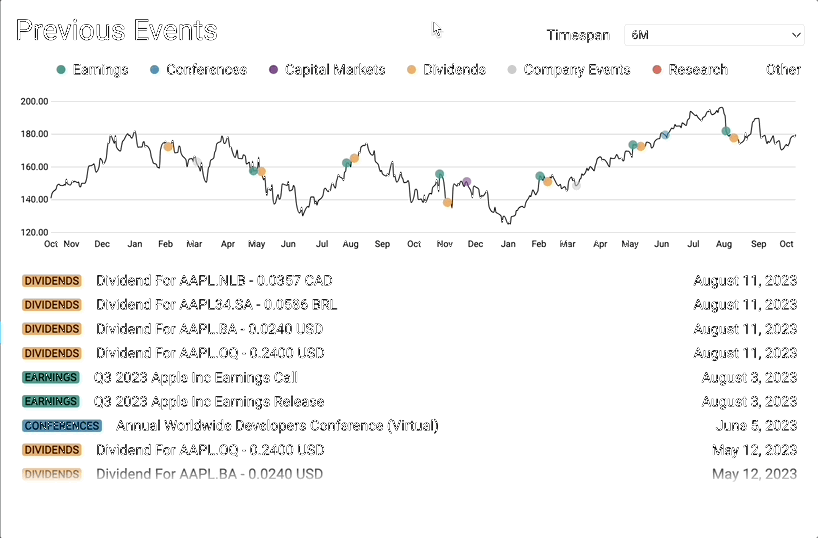 Previous Events
Timespan 6M
Earnings Conferences Capital Markets Dividends Company Events Research Other
200.00
180.00
160.00
140.00
120.00
Oct Nov Dec Jan Feb Mar Apr May Jun Jul Aug Sep Oct Nov Dec Jan Feb Mar Apr May Jun Jul Aug Sep Oct
DIVIDENDS Dividend For AAPL.NLB - 0.0357 CAD August 11, 2023
DIVIDENDS Dividend For AAPL34.SA - 0.0586 BRL August 11, 2023
DIVIDENDS Dividend For AAPL.BA - 0.0240 USD August 11, 2023
DIVIDENDS Dividend For AAPL.OQ - 0.2400 USD August 11, 2023
EARNINGS Q3 2023 Apple Inc Earnings Call August 3, 2023
EARNINGS Q3 2023 Apple Inc Earnings Release August 3, 2023
CONFERENCES Annual Worldwide Developers Conference (Virtual) June 5, 2023
DIVIDENDS Dividend For AAPL.OQ - 0.2400 USD May 12, 2023
DIVIDENDS Dividend For AAPL.BA - 0.0240 USD May 12, 2023